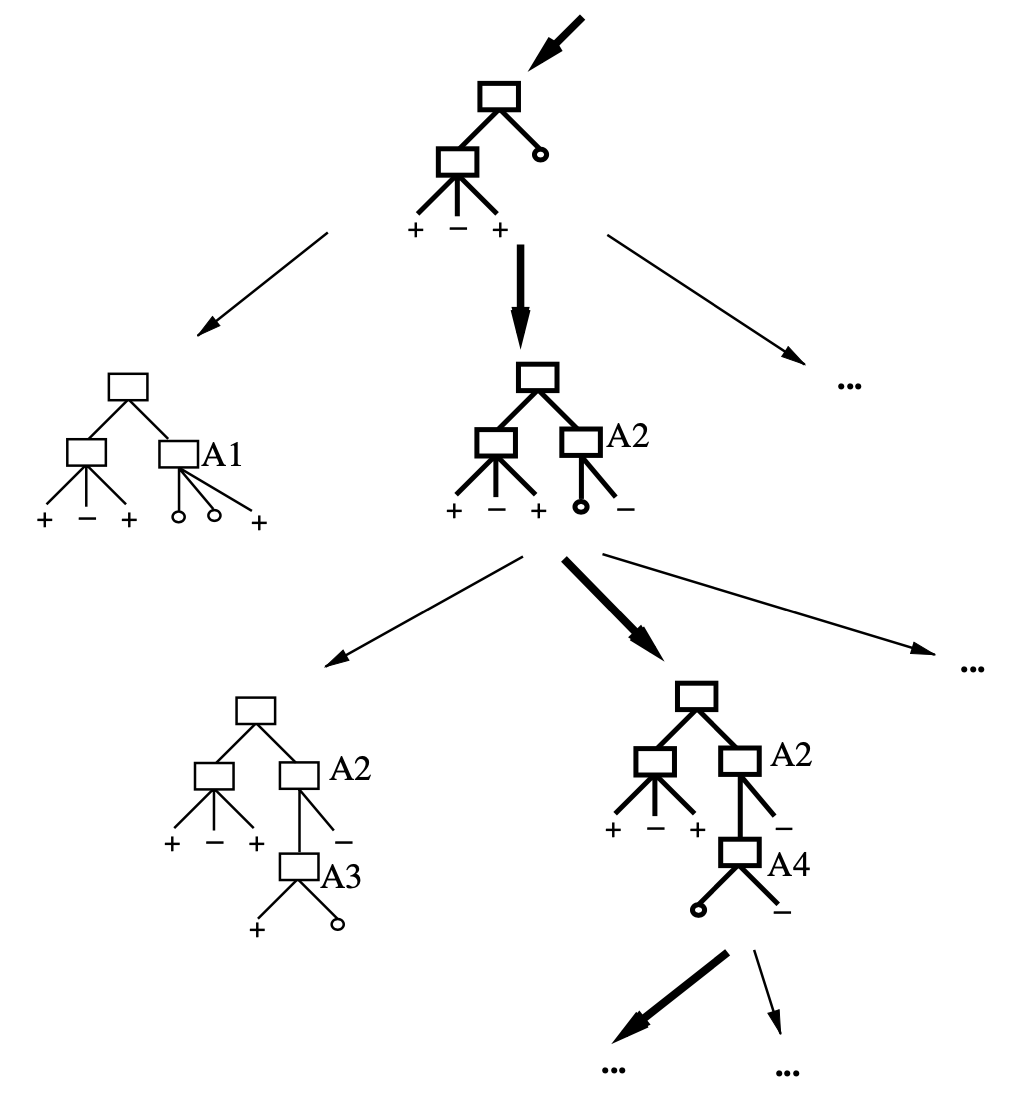 + − +
...
A1
A2
+ − + +
+ − + −
...
A2
A2
+ − + −
+ − + −
A3
A4
+
−
...
...